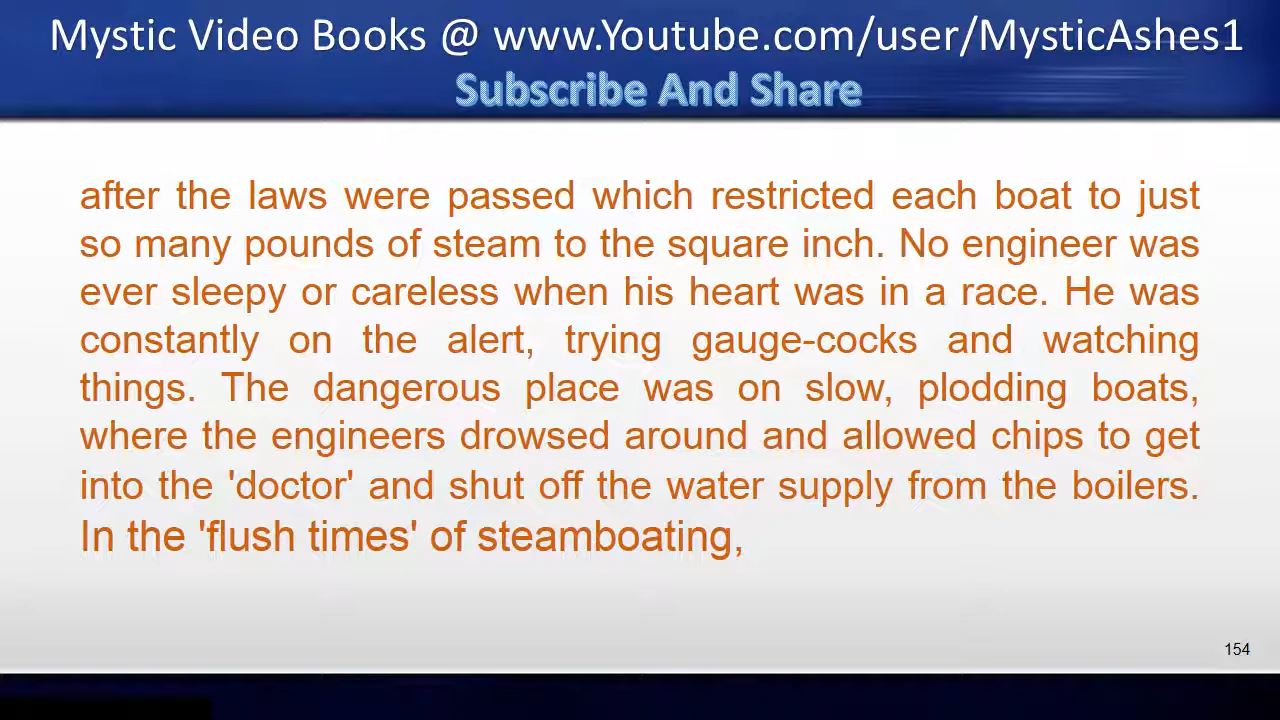 Mystic Video Books @ www.Youtube.com/user/MysticAshes1
Subscribe And Share
after the laws were passed which restricted each boat to just
so many pounds of steam to the square inch. No engineer was
ever sleepy or careless when his heart was in a race. He was
constantly on the alert, trying gauge-cocks and watching
things. The dangerous place was on slow, plodding boats,
where the engineers drowsed around and allowed chips to get
into the 'doctor' and shut off the water supply from the boilers.
In the 'flush times' of steamboating,
154